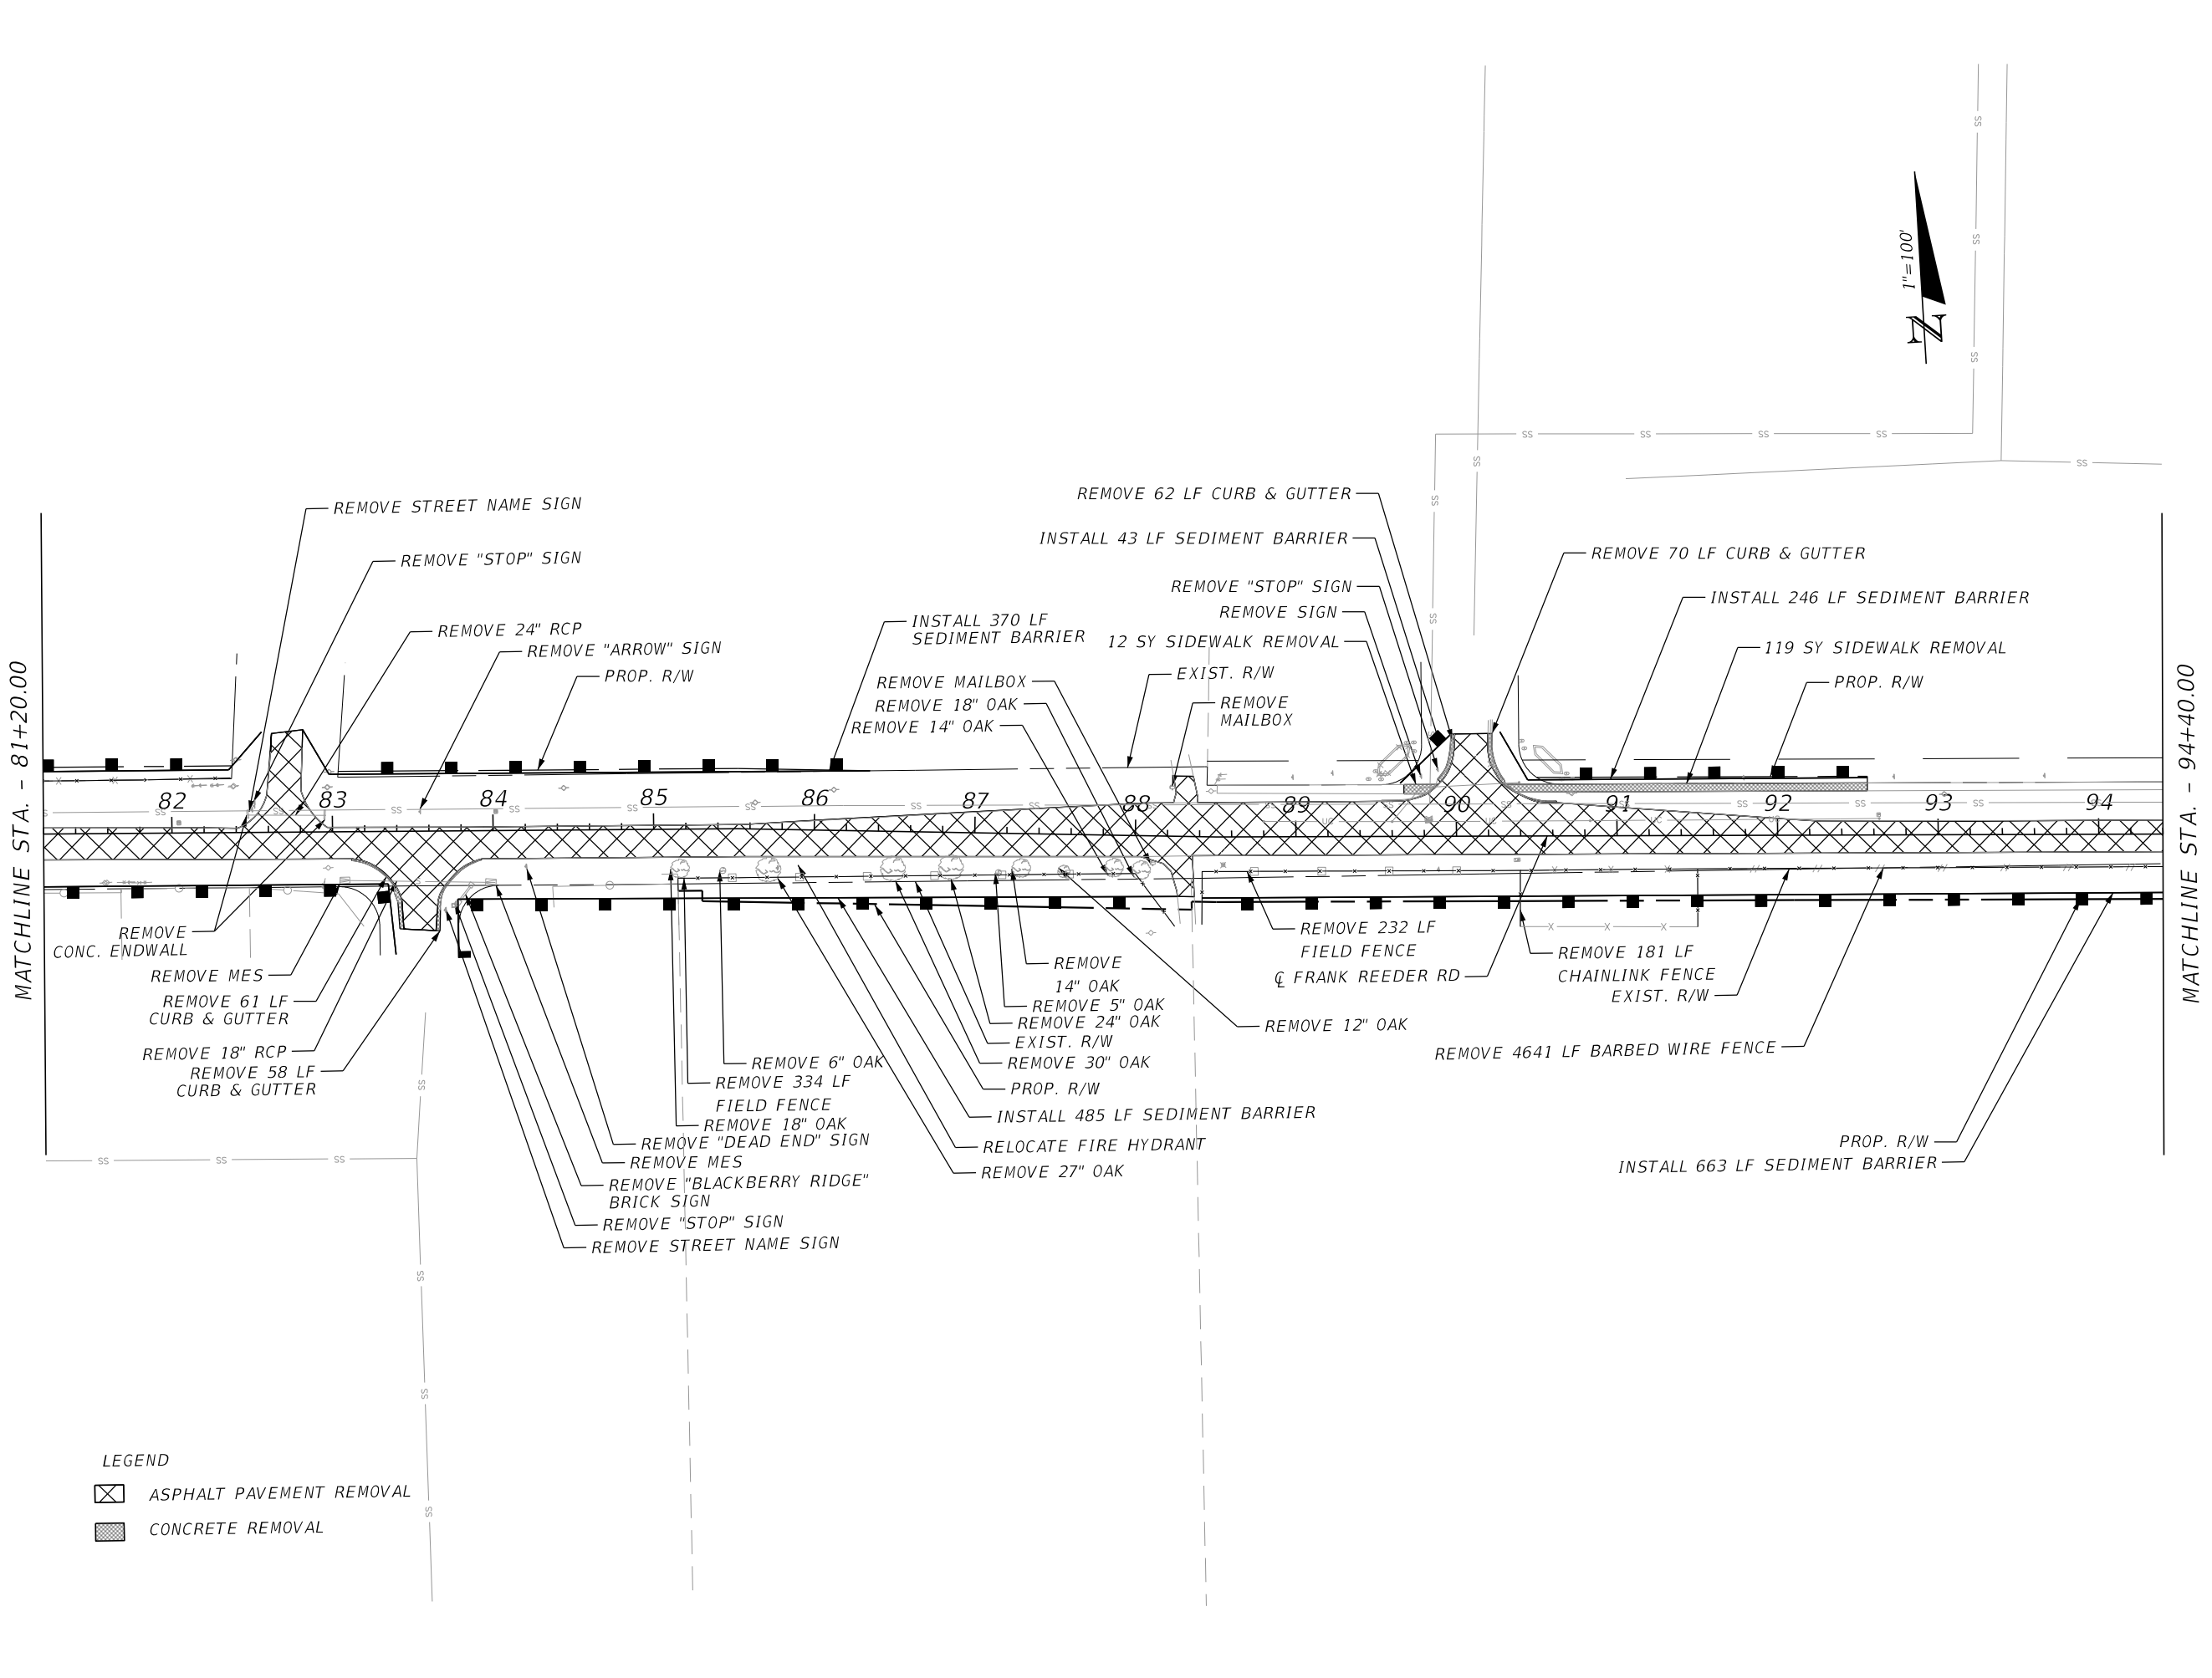 1"=100'
N
REMOVE STREET NAME SIGN
REMOVE "STOP" SIGN
REMOVE 24" RCP
REMOVE "ARROW" SIGN
PROP. R/W
INSTALL 370 LF
SEDIMENT BARRIER
REMOVE MAILBOX
REMOVE 18" OAK
REMOVE 14" OAK
REMOVE 62 LF CURB & GUTTER
INSTALL 43 LF SEDIMENT BARRIER
REMOVE "STOP" SIGN
REMOVE SIGN
12 SY SIDEWALK REMOVAL
EXIST. R/W
REMOVE
MAILBOX
REMOVE 70 LF CURB & GUTTER
INSTALL 246 LF SEDIMENT BARRIER
119 SY SIDEWALK REMOVAL
PROP. R/W
MATCHLINE STA. - 81+20.00
MATCHLINE STA. - 94+40.00
82
83
84
85
86
87
88
89
90
91
92
93
94
REMOVE
CONC. ENDWALL
REMOVE MES
REMOVE 61 LF
CURB & GUTTER
REMOVE 18" RCP
REMOVE 58 LF
CURB & GUTTER
REMOVE 6" OAK
REMOVE 334 LF
FIELD FENCE
REMOVE 18" OAK
REMOVE "DEAD END" SIGN
REMOVE MES
REMOVE "BLACKBERRY RIDGE"
BRICK SIGN
REMOVE "STOP" SIGN
REMOVE STREET NAME SIGN
REMOVE
14" OAK
REMOVE 5" OAK
REMOVE 24" OAK
EXIST. R/W
REMOVE 30" OAK
PROP. R/W
INSTALL 485 LF SEDIMENT BARRIER
RELOCATE FIRE HYDRANT
REMOVE 27" OAK
REMOVE 12" OAK
REMOVE 232 LF
FIELD FENCE
℄ FRANK REEDER RD
REMOVE 181 LF
CHAINLINK FENCE
EXIST. R/W
REMOVE 4641 LF BARBED WIRE FENCE
PROP. R/W
INSTALL 663 LF SEDIMENT BARRIER
LEGEND
ASPHALT PAVEMENT REMOVAL
CONCRETE REMOVAL